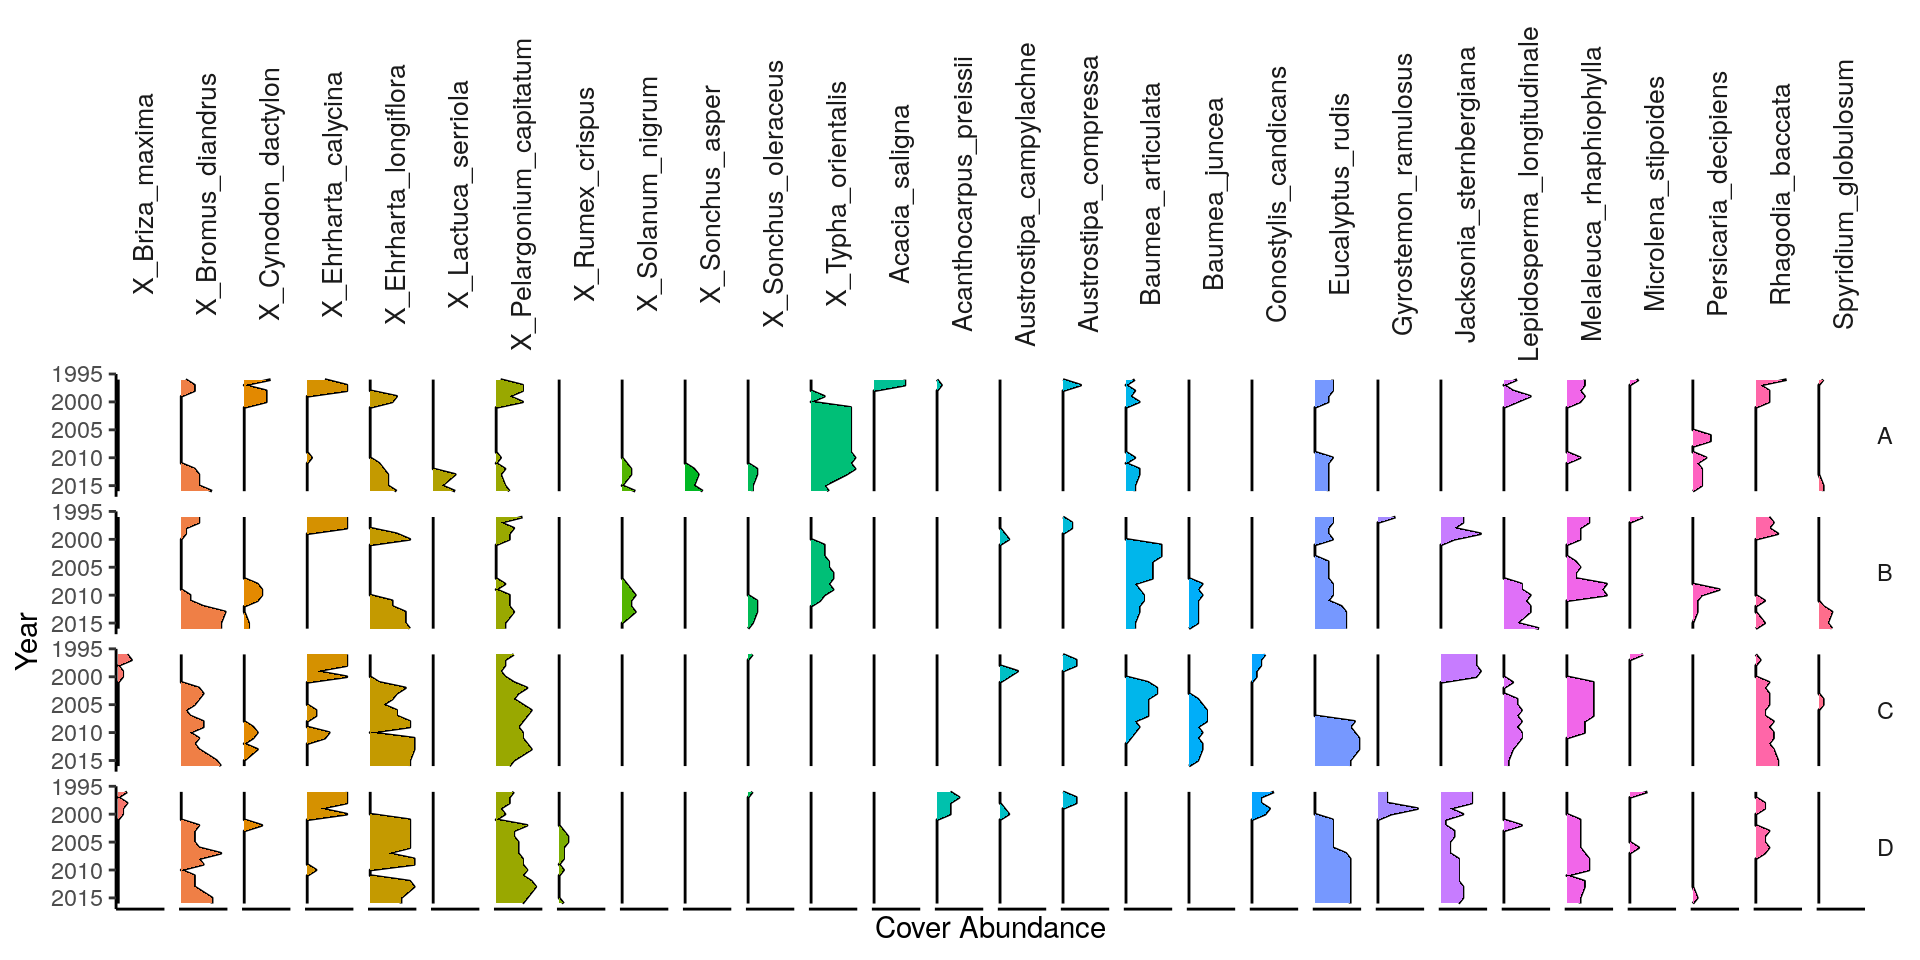 X_Briza_maxima
X_Bromus_diandrus
X_Cynodon_dactylon
X_Ehrharta_calycina
X_Ehrharta_longiflora
X_Lactuca_serriola
X_Pelargonium_capitatum
X_Rumex_crispus
X_Solanum_nigrum
X_Sonchus_asper
X_Sonchus_oleraceus
X_Typha_orientalis
Acacia_saligna
Acanthocarpus_preissii
Austrostipa_campylachne
Austrostipa_compressa
Baumea_articulata
Baumea_juncea
Conostylis_candicans
Eucalyptus_rudis
Gyrostemon_ramulosus
Jacksonia_sternbergiana
Lepidosperma_longitudinale
Melaleuca_rhaphiophylla
Microlena_stipoides
Persicaria_decipiens
Rhagodia_baccata
Spyridium_globulosum
1995
2000
2005
2010
2015
A
1995
2000
2005
2010
2015
B
1995
2000
2005
2010
2015
C
1995
2000
2005
2010
2015
D
Year
Cover Abundance